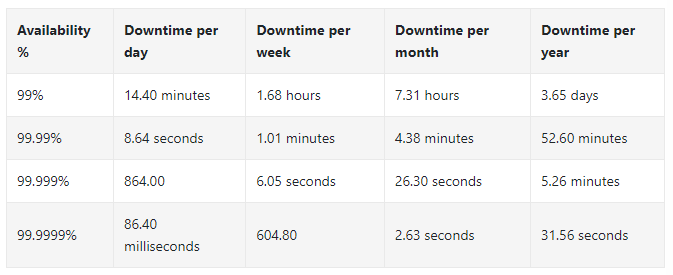 Availability % Downtime per day Downtime per week Downtime per month Downtime per year
99% 14.40 minutes 1.68 hours 7.31 hours 3.65 days
99.99% 8.64 seconds 1.01 minutes 4.38 minutes 52.60 minutes
99.999% 864.00 6.05 seconds 26.30 seconds 5.26 minutes
99.9999% 86.40 milliseconds 604.80 2.63 seconds 31.56 seconds